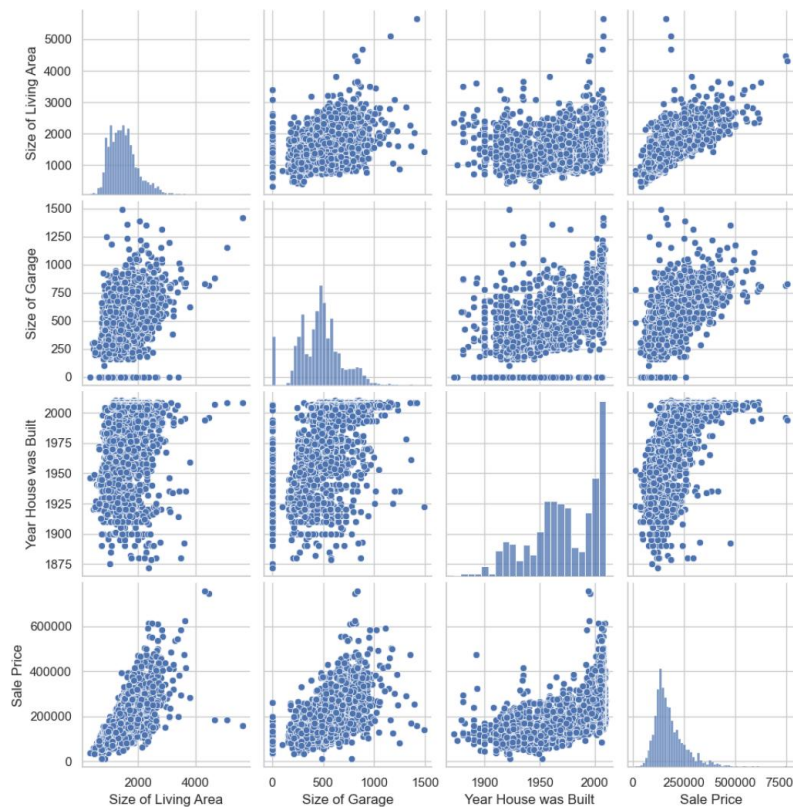 Size of Living Area
5000
4000
3000
2000
1000
Size of Garage
1500
1250
1000
750
500
250
0
Year House was Built
2000
1975
1950
1925
1900
1875
Sale Price
600000
400000
200000
0
2000 4000
Size of Living Area
0 500 1000 1500
Size of Garage
1900 1950 2000
Year House was Built
0 250000 500000 7500
Sale Price